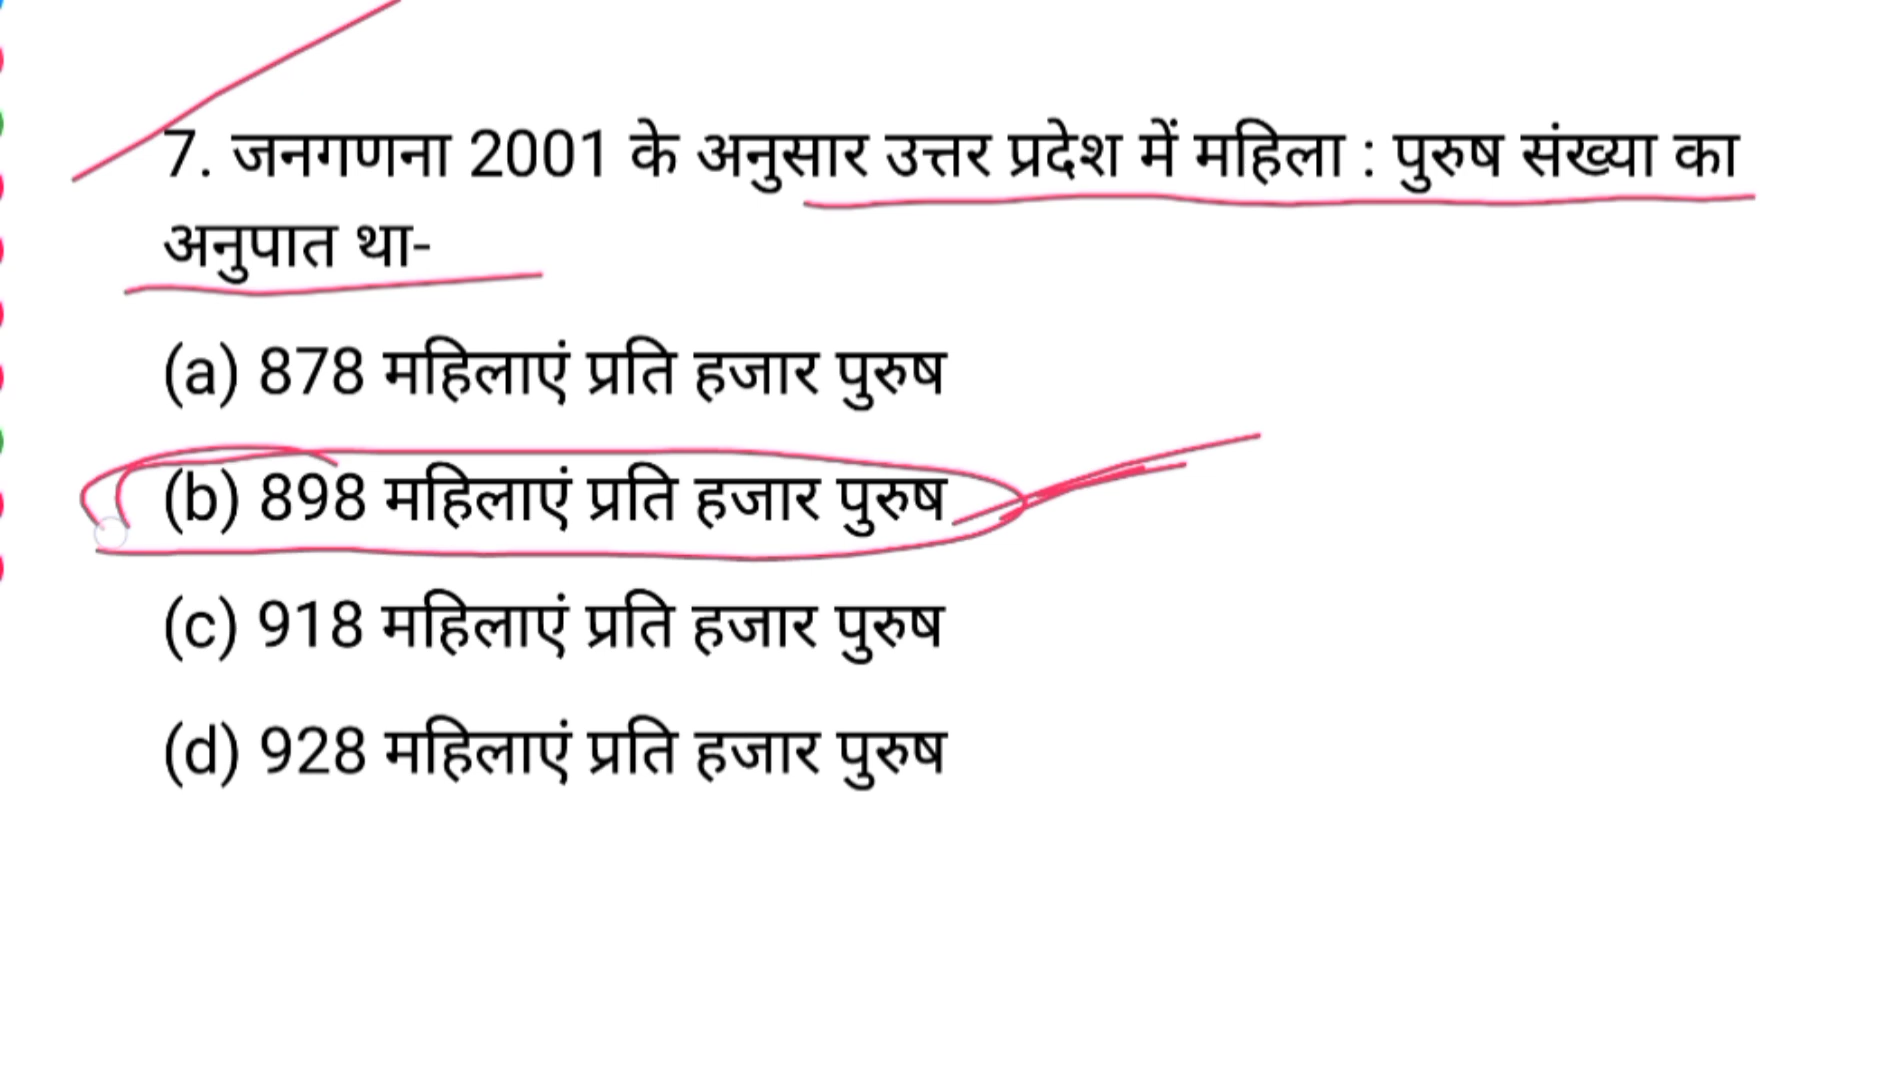 7. जनगणना 2001 के अनुसार उत्तर प्रदेश में महिला : पुरुष संख्या का
अनुपात था-
(a) 878 महिलाएं प्रति हजार पुरुष
(b) 898 महिलाएं प्रति हजार पुरुष
(c) 918 महिलाएं प्रति हजार पुरुष
(d) 928 महिलाएं प्रति हजार पुरुष